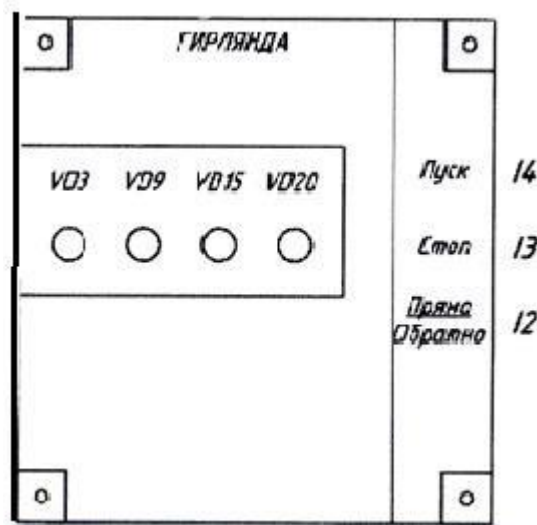 ГИРЛЯНДА
VD3 VD9 VD15 VD20
Пуск 14
Стоп 13
Прямо
Обратно 12